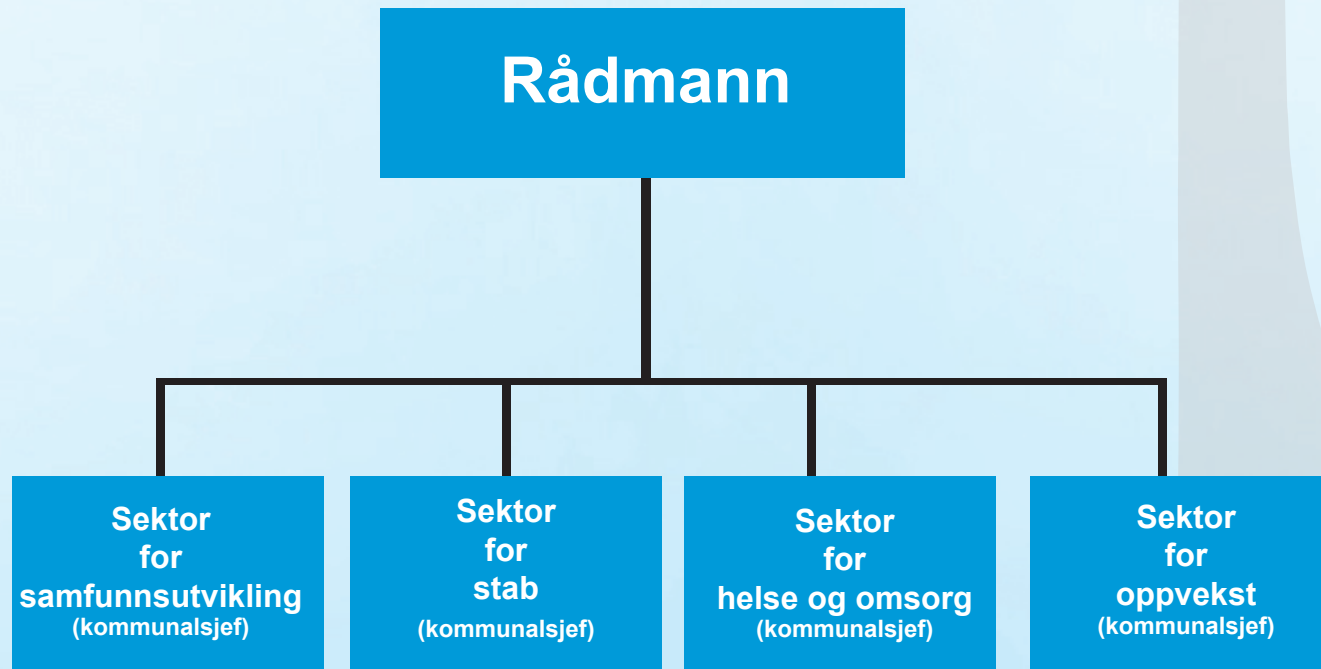 Rådmann
Sektor
for
samfunnsutvikling
(kommunalsjef)
Sektor
for
stab
(kommunalsjef)
Sektor
for
helse og omsorg
(kommunalsjef)
Sektor
for
oppvekst
(kommunalsjef)